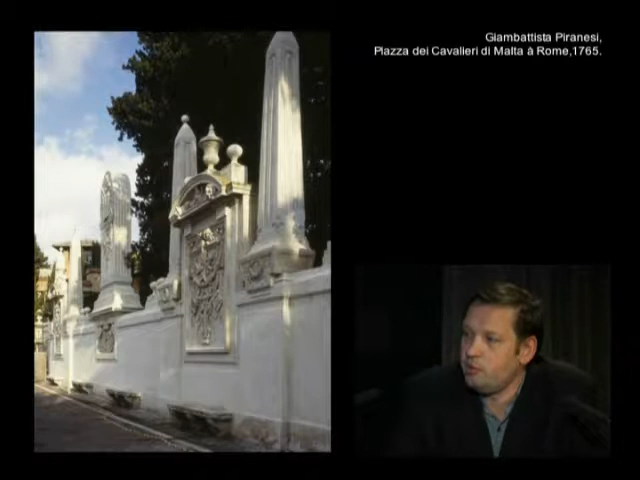 Giambattista Piranesi,
Piazza dei Cavalieri di Malta à Rome,1765.